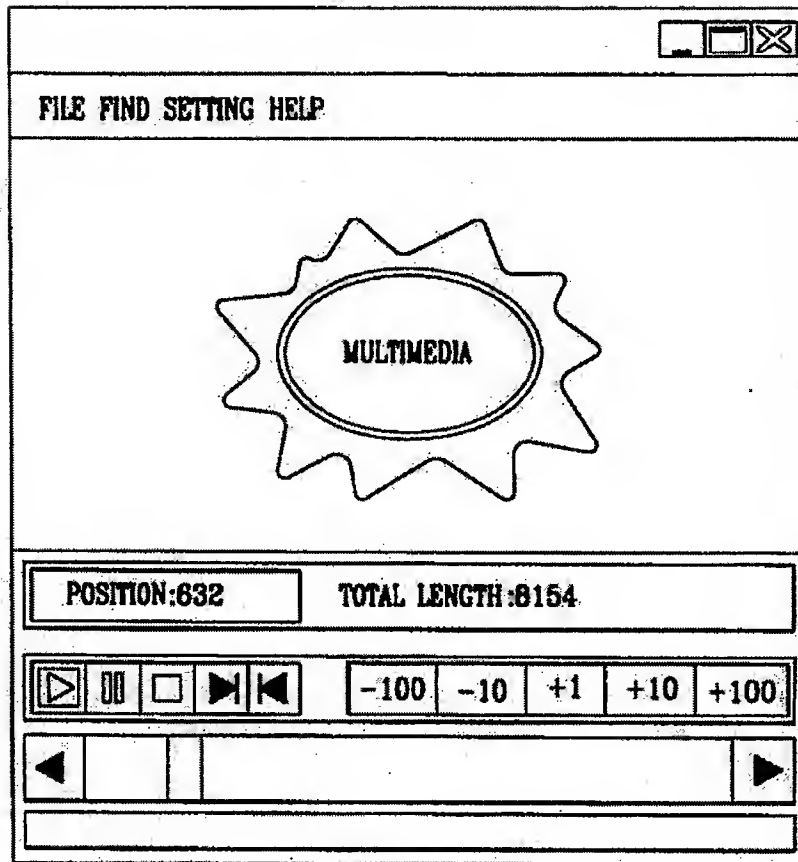 FILE FIND SETTING HELP
MULTIMEDIA
POSITION:632 TOTAL LENGTH:8154
-100 -10 +1 +10 +100